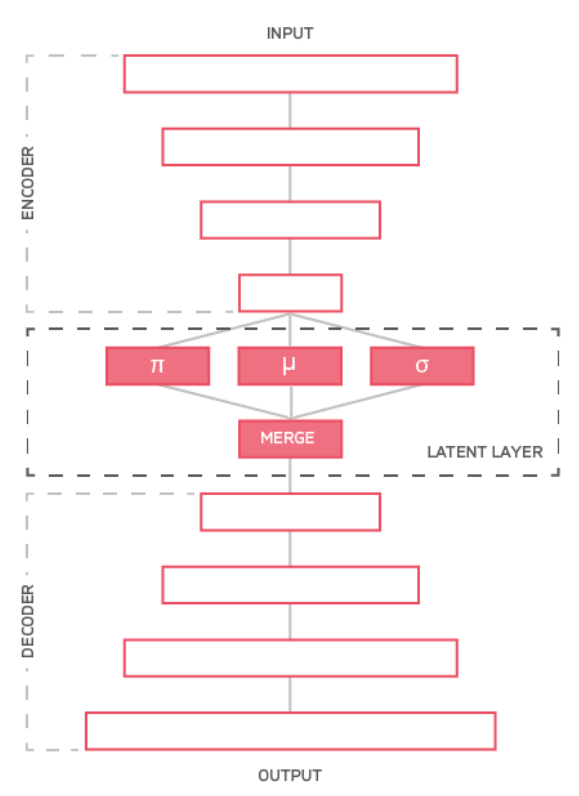 INPUT
ENCODER
π
μ
σ
MERGE
LATENT LAYER
DECODER
OUTPUT